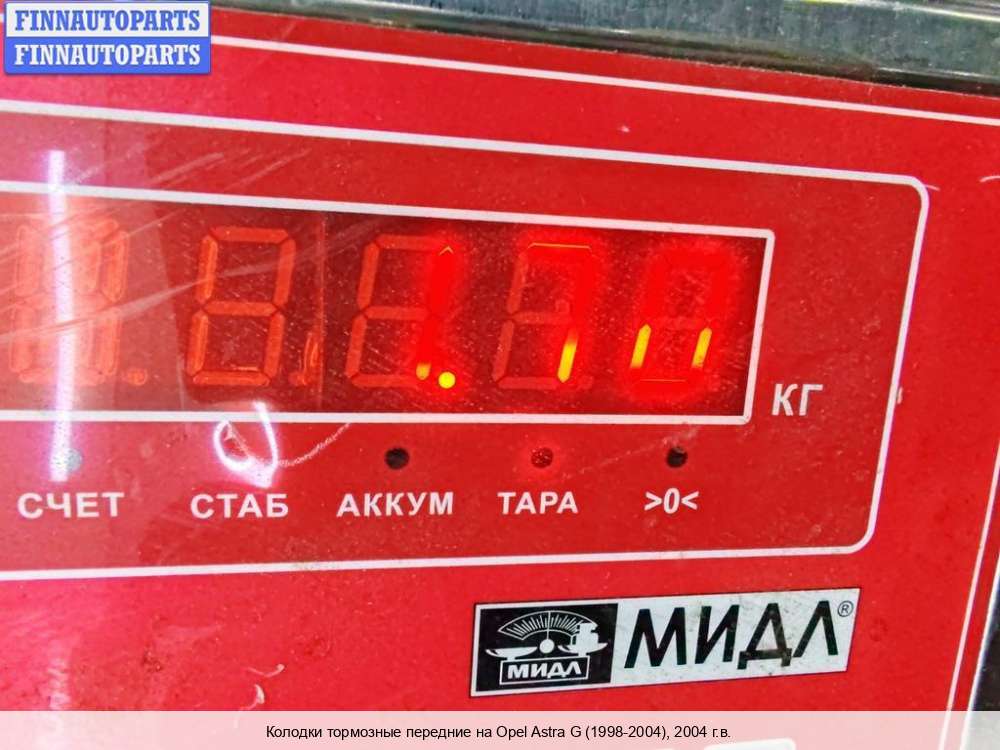 FINNAUTOPARTS
FINNAUTOPARTS
КГ
СЧЕТ СТАБ АККУМ ТАРА >0<
МИДЛ МИДЛ®
Колодки тормозные передние на Opel Astra G (1998-2004), 2004 г.в.